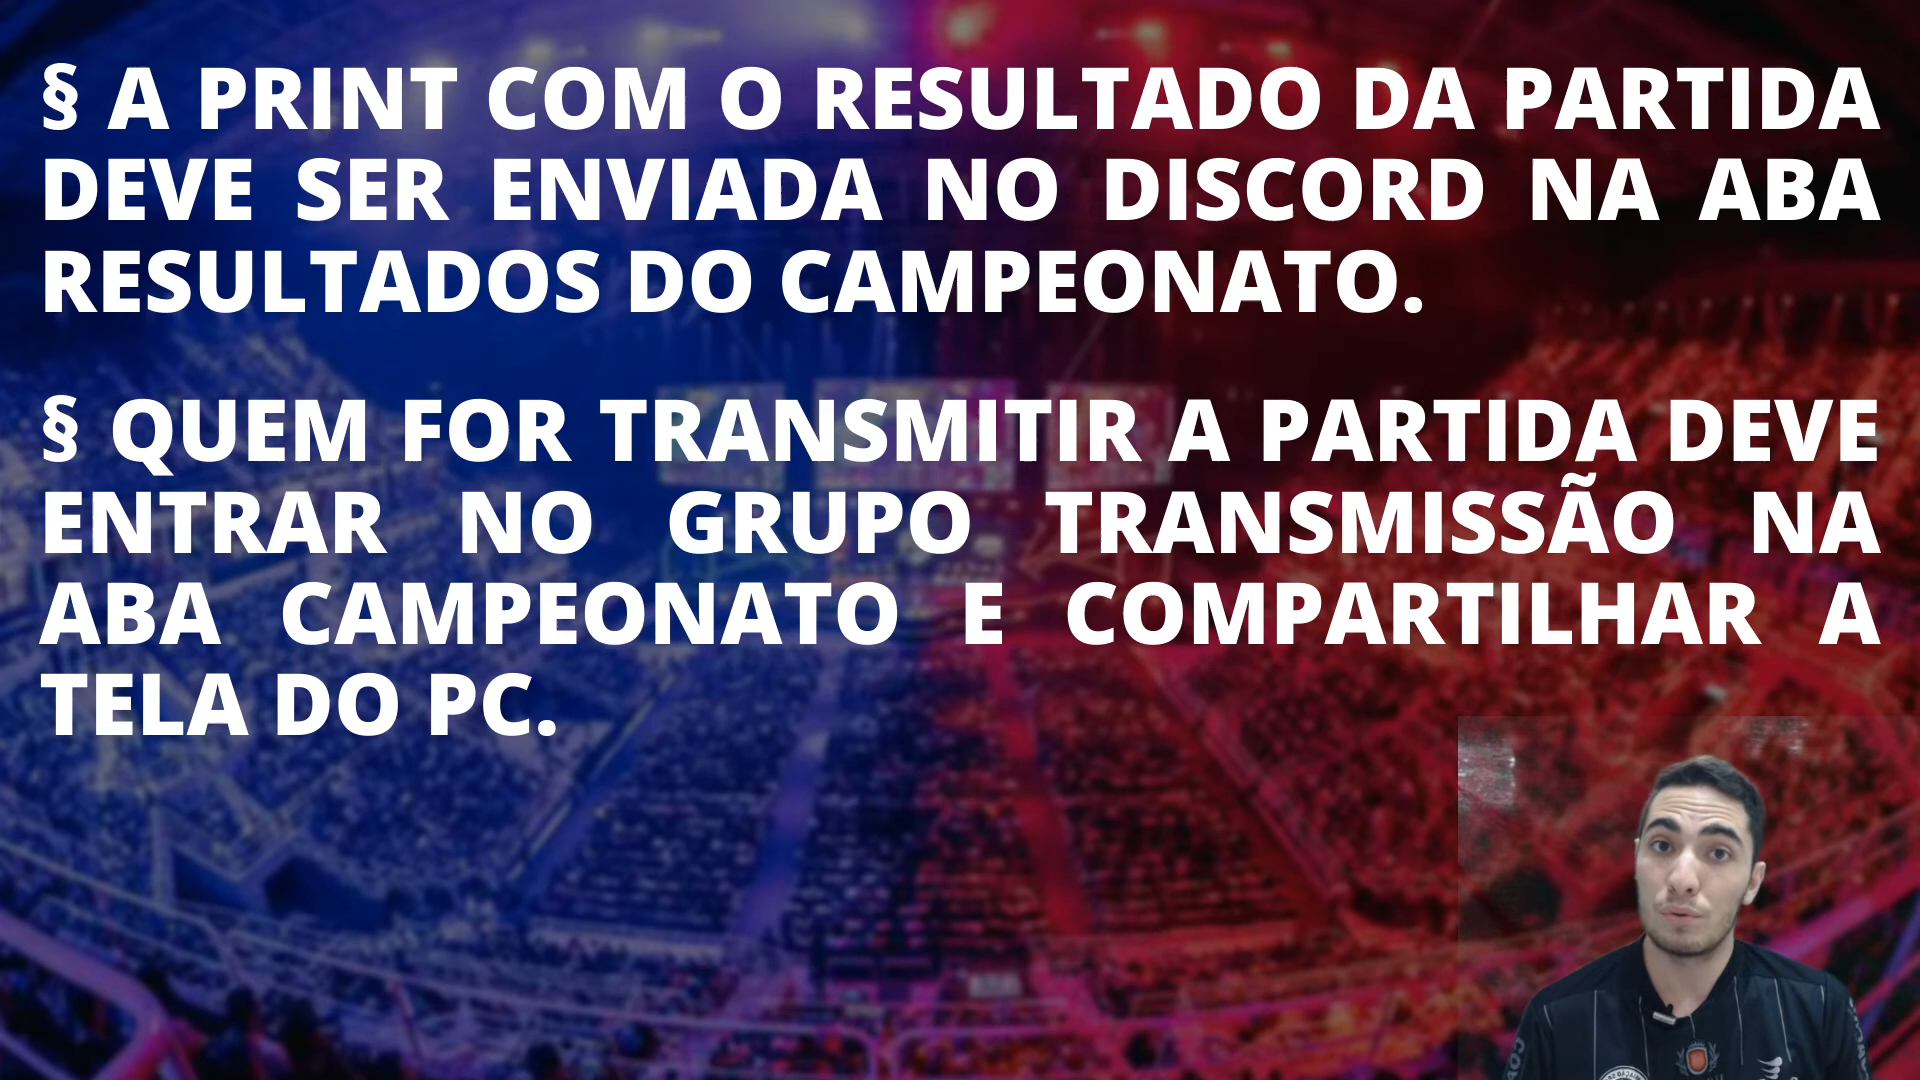 § A PRINT COM O RESULTADO DA PARTIDA
DEVE SER ENVIADA NO DISCORD NA ABA
RESULTADOS DO CAMPEONATO.
§ QUEM FOR TRANSMITIR A PARTIDA DEVE
ENTRAR NO GRUPO TRANSMISSÃO NA
ABA CAMPEONATO E COMPARTILHAR A
TELA DO PC.